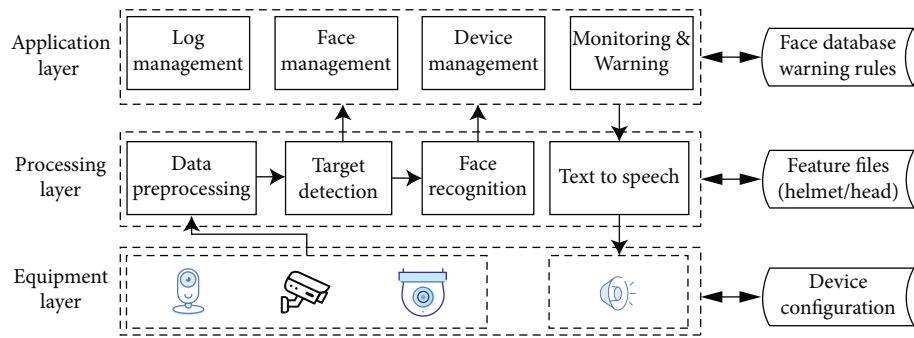 Application
layer
Log
management
Face
management
Device
management
Monitoring &
Warning
Face database
warning rules
Processing
layer
Data
preprocessing
Target
detection
Face
recognition
Text to speech
Feature files
(helmet/head)
Equipment
layer
Device
configuration